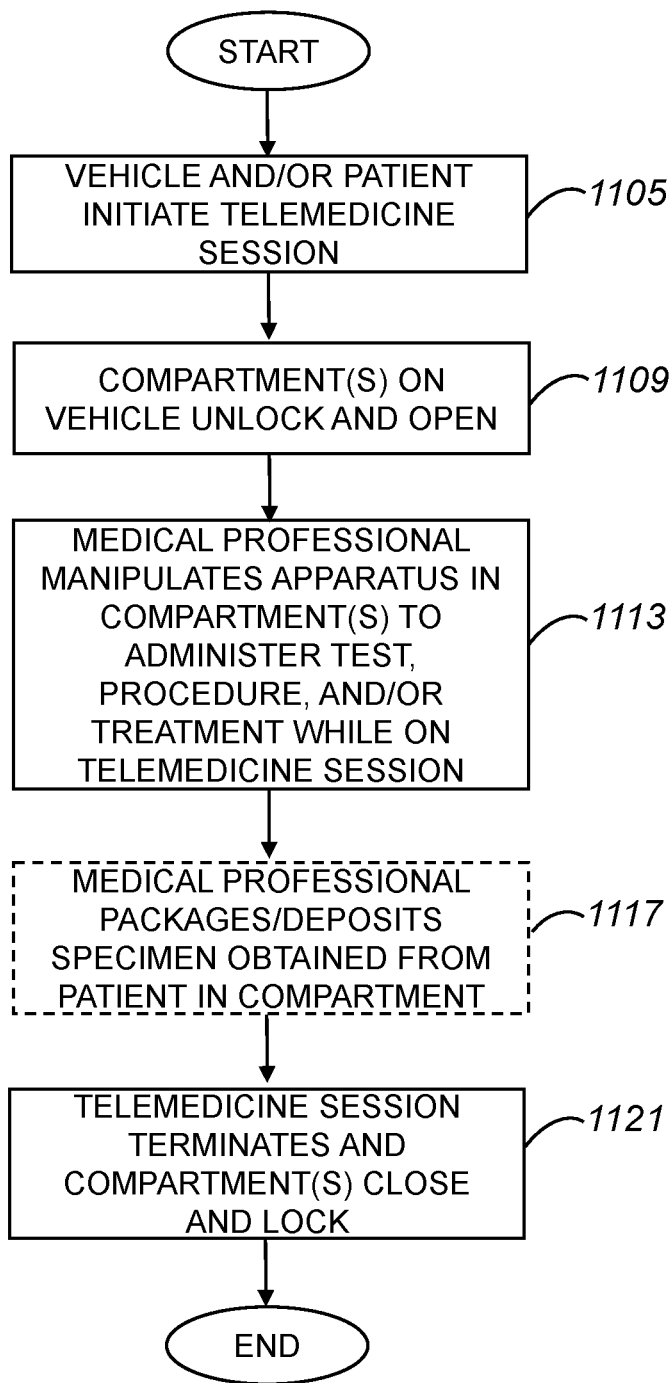 START
VEHICLE AND/OR PATIENT
INITIATE TELEMEDICINE
SESSION
1105
COMPARTMENT(S) ON
VEHICLE UNLOCK AND OPEN
1109
MEDICAL PROFESSIONAL
MANIPULATES APPARATUS IN
COMPARTMENT(S) TO
ADMINISTER TEST,
PROCEDURE, AND/OR
TREATMENT WHILE ON
TELEMEDICINE SESSION
1113
MEDICAL PROFESSIONAL
PACKAGES/DEPOSITS
SPECIMEN OBTAINED FROM
PATIENT IN COMPARTMENT
1117
TELEMEDICINE SESSION
TERMINATES AND
COMPARTMENT(S) CLOSE
AND LOCK
1121
END